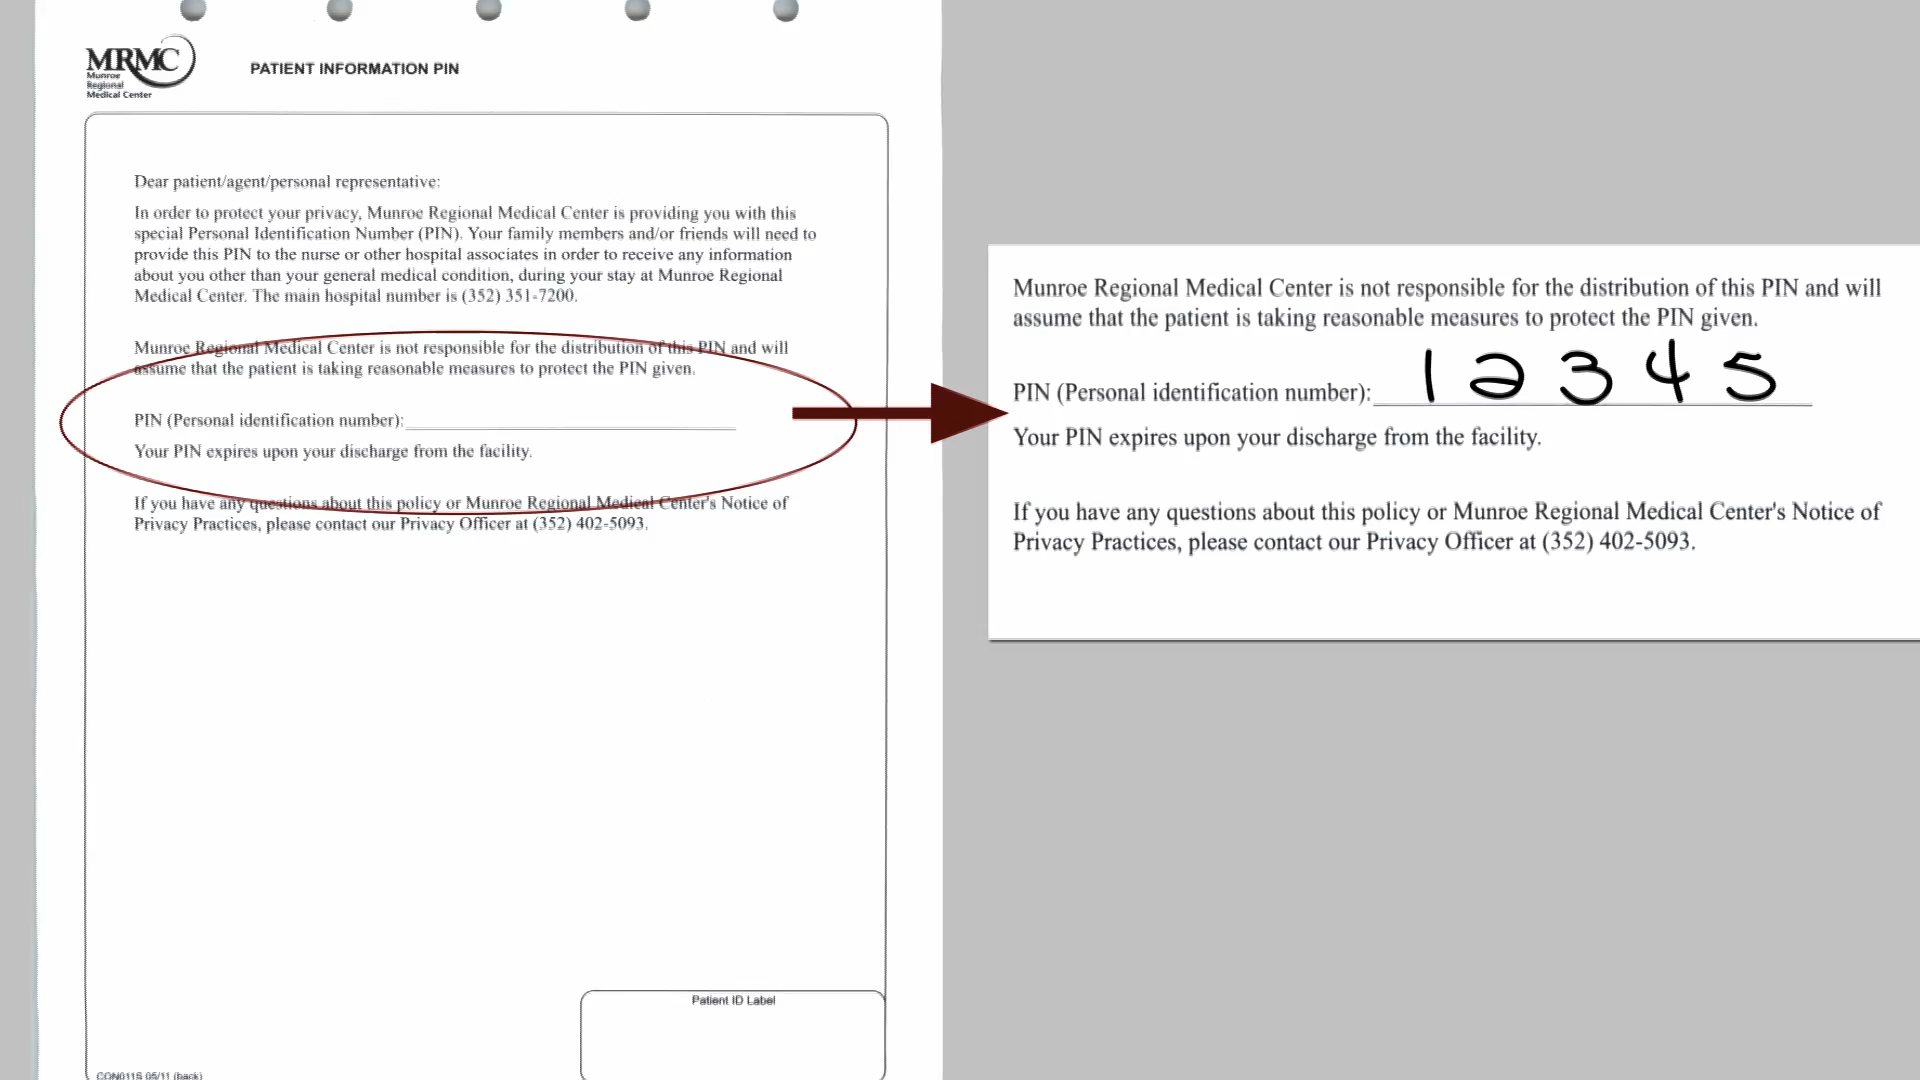 MRMC
Munroe
Regional
Medical Center
PATIENT INFORMATION PIN
Dear patient/agent/personal representative:
In order to protect your privacy, Munroe Regional Medical Center is providing you with this
special Personal Identification Number (PIN). Your family members and/or friends will need to
provide this PIN to the nurse or other hospital associates in order to receive any information
about you other than your general medical condition, during your stay at Munroe Regional
Medical Center. The main hospital number is (352) 351-7200.
Munroe Regional Medical Center is not responsible for the distribution of this PIN and will
assume that the patient is taking reasonable measures to protect the PIN given.
PIN (Personal identification number):
Your PIN expires upon your discharge from the facility.
If you have any questions about this policy or Munroe Regional Medical Center's Notice of
Privacy Practices, please contact our Privacy Officer at (352) 402-5093.
Patient ID Label
CON011S 05/11 (back)
Munroe Regional Medical Center is not responsible for the distribution of this PIN and will
assume that the patient is taking reasonable measures to protect the PIN given.
PIN (Personal identification number): 1 2 3 4 5
Your PIN expires upon your discharge from the facility.
If you have any questions about this policy or Munroe Regional Medical Center's Notice of
Privacy Practices, please contact our Privacy Officer at (352) 402-5093.